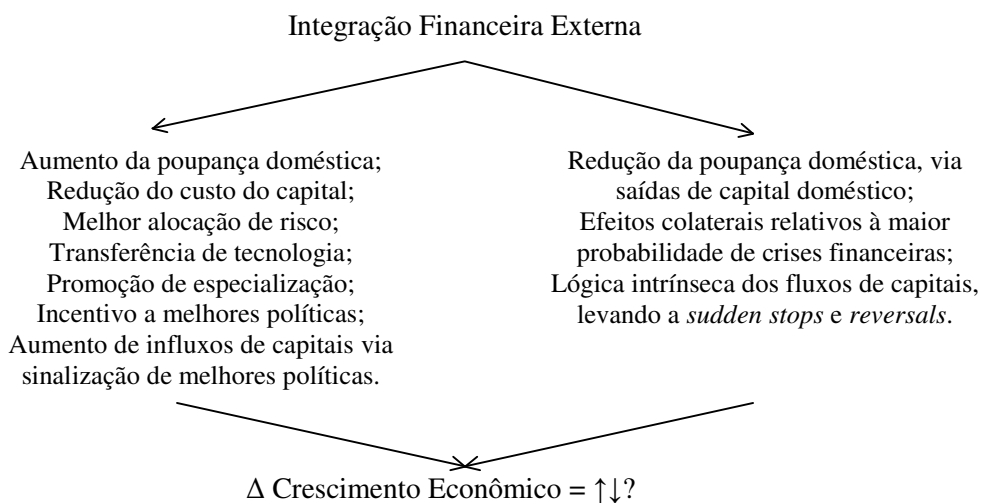 Integração Financeira Externa
Aumento da poupança doméstica;
Redução do custo do capital;
Melhor alocação de risco;
Transferência de tecnologia;
Promoção de especialização;
Incentivo a melhores políticas;
Aumento de influxos de capitais via
sinalização de melhores políticas.
Redução da poupança doméstica, via
saídas de capital doméstico;
Efeitos colaterais relativos à maior
probabilidade de crises financeiras;
Lógica intrínseca dos fluxos de capitais,
levando a sudden stops e reversals.
Δ Crescimento Econômico = ↑↓?